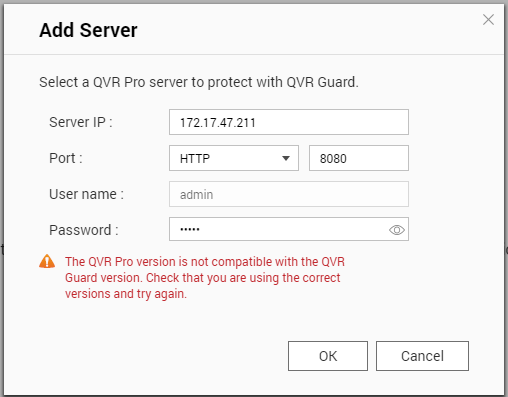 Add Server
Select a QVR Pro server to protect with QVR Guard.
Server IP : 172.17.47.211
Port : HTTP 8080
User name : admin
Password : •••••
The QVR Pro version is not compatible with the QVR
Guard version. Check that you are using the correct
versions and try again.
OK Cancel